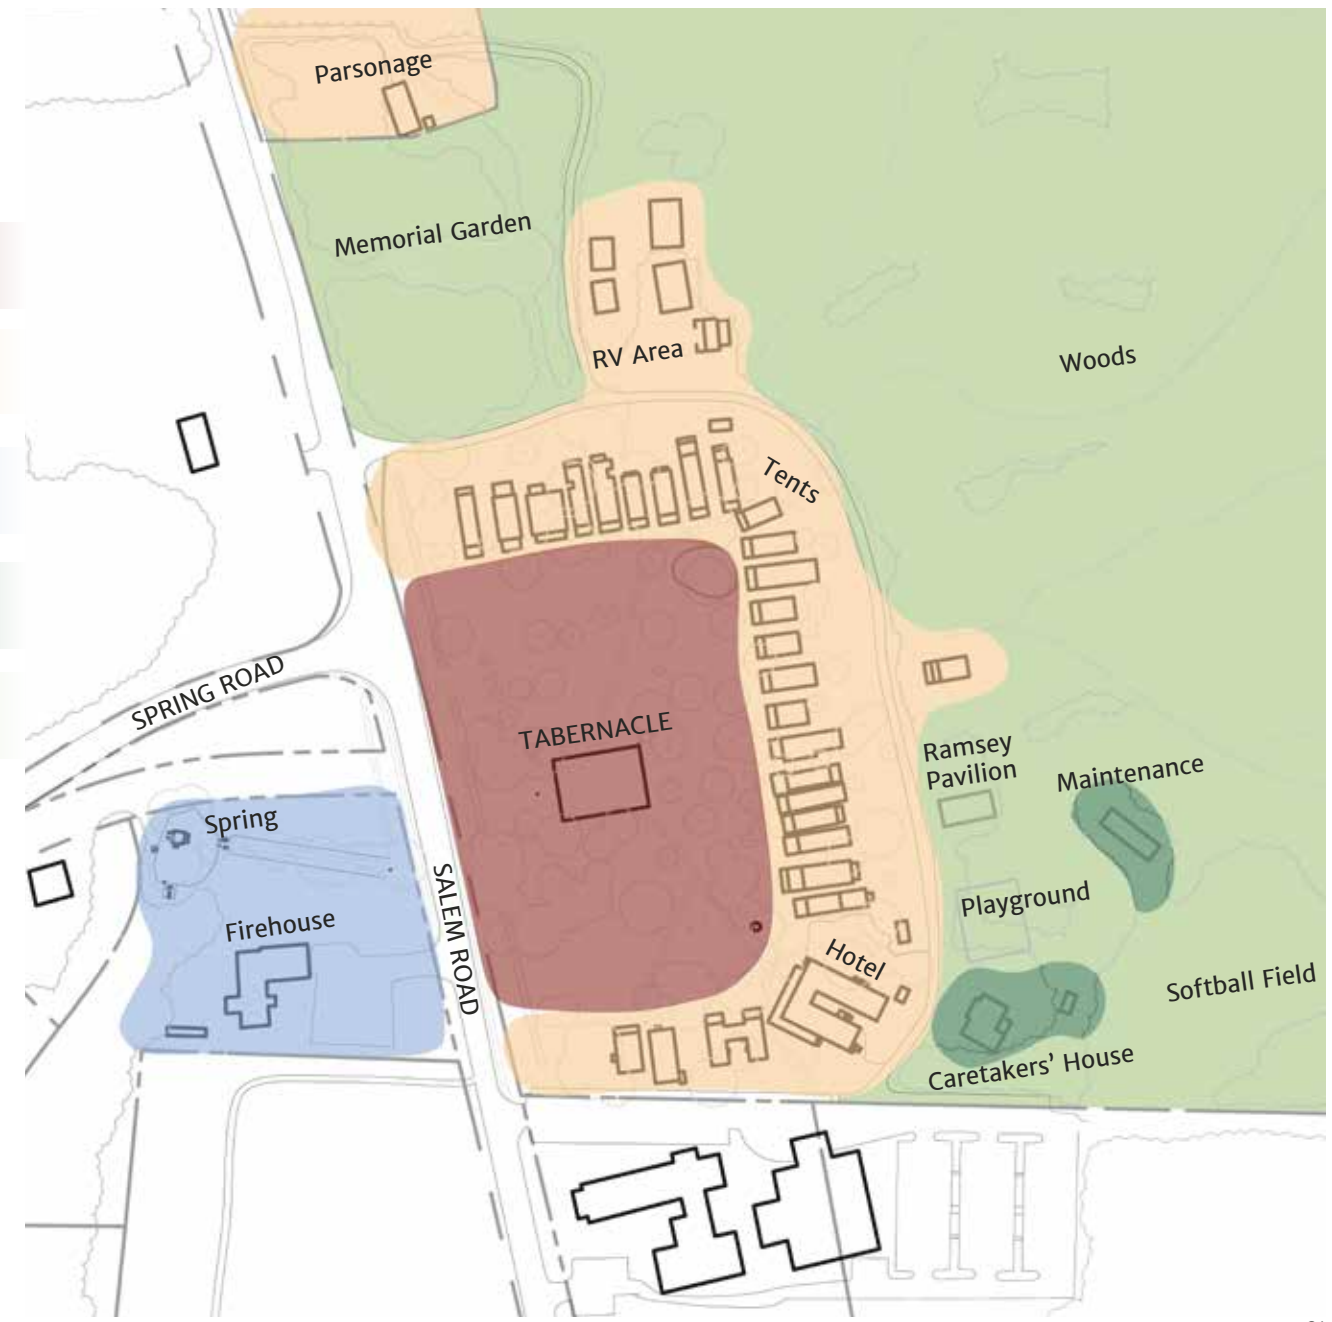 Parsonage
Memorial Garden
RV Area
Woods
Tents
SPRING ROAD
TABERNACLE
Ramsey
Pavilion
Maintenance
Spring
Playground
Firehouse
SALEM ROAD
Hotel
Softball Field
Caretakers' House